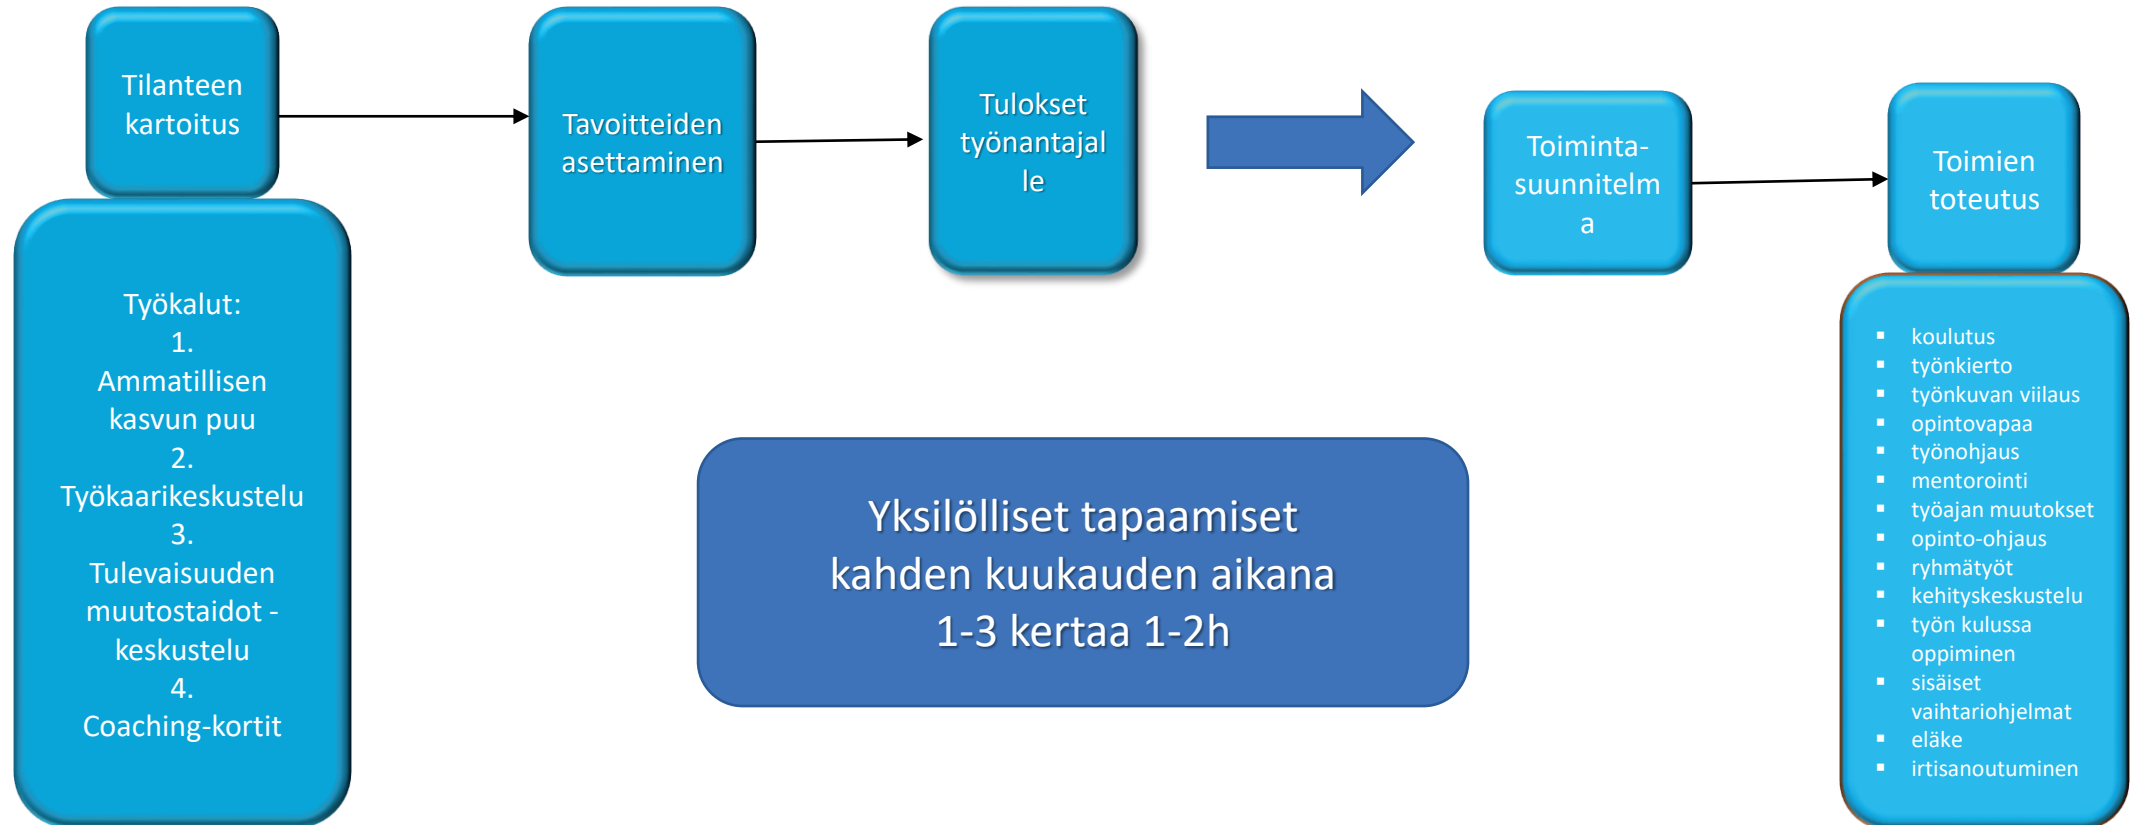 Tilanteen
kartoitus
Työkalut:
1.
Ammatillisen
kasvun puu
2.
Työkaarikeskustelu
3.
Tulevaisuuden
muutostaidot -
keskustelu
4.
Coaching-kortit
Tavoitteiden
asettaminen
Tulokset
työnantajal
le
Toiminta-
suunnitelm
a
Toimien
toteutus
▪ koulutus
▪ työnkierto
▪ työnkuvan viilaus
▪ opintovapaa
▪ työnohjaus
▪ mentorointi
▪ työajan muutokset
▪ opinto-ohjaus
▪ ryhmätyöt
▪ kehityskeskustelu
▪ työn kulussa
oppiminen
▪ sisäiset
vaihtariohjelmat
▪ eläke
▪ irtisanoutuminen
Yksilölliset tapaamiset
kahden kuukauden aikana
1-3 kertaa 1-2h